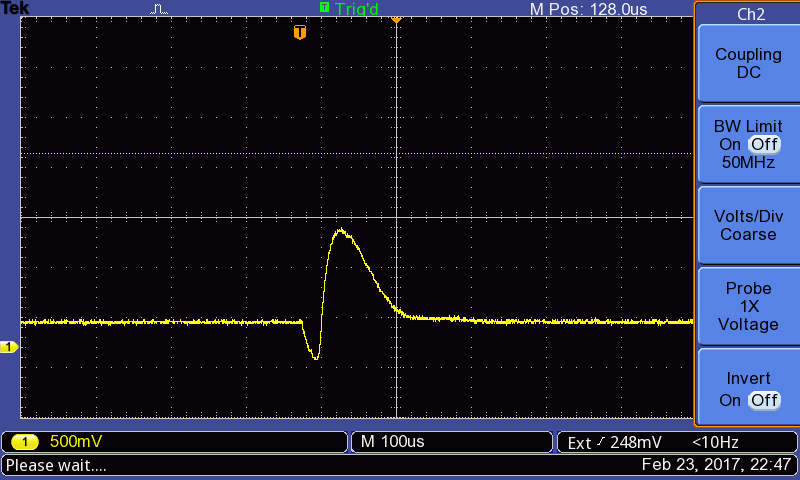 Tek T Trig'd M Pos: 128.0us
T
Ch2
Coupling
DC
BW Limit
On Off
50MHz
Volts/Div
Coarse
Probe
1X
Voltage
Invert
On Off
1
1 500mV M 100us Ext 248mV <10Hz
Please wait.... Feb 23, 2017, 22:47